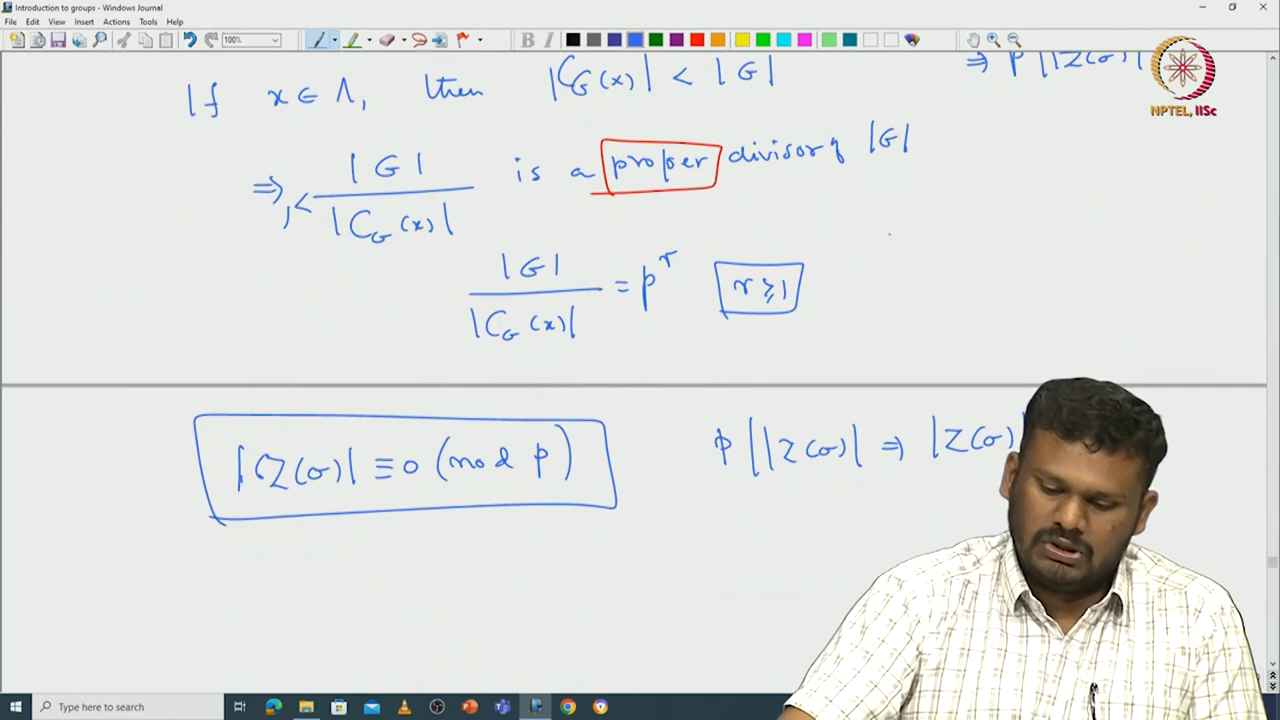 Introduction to groups - Windows Journal
File Edit View Insert Actions Tools Help
100%
B I
NPTEL, IISc
⇒ p | |Z(G)|
If x ∈ Λ, then |C_G(x)| < |G|
⇒, 1 < |G| / |C_G(x)| is a proper divisor of |G|
|G| / |C_G(x)| = p^r r ≥ 1
|Z(G)| ≡ 0 (mod p)
p | |Z(G)| ⇒ |Z(G)
Type here to search